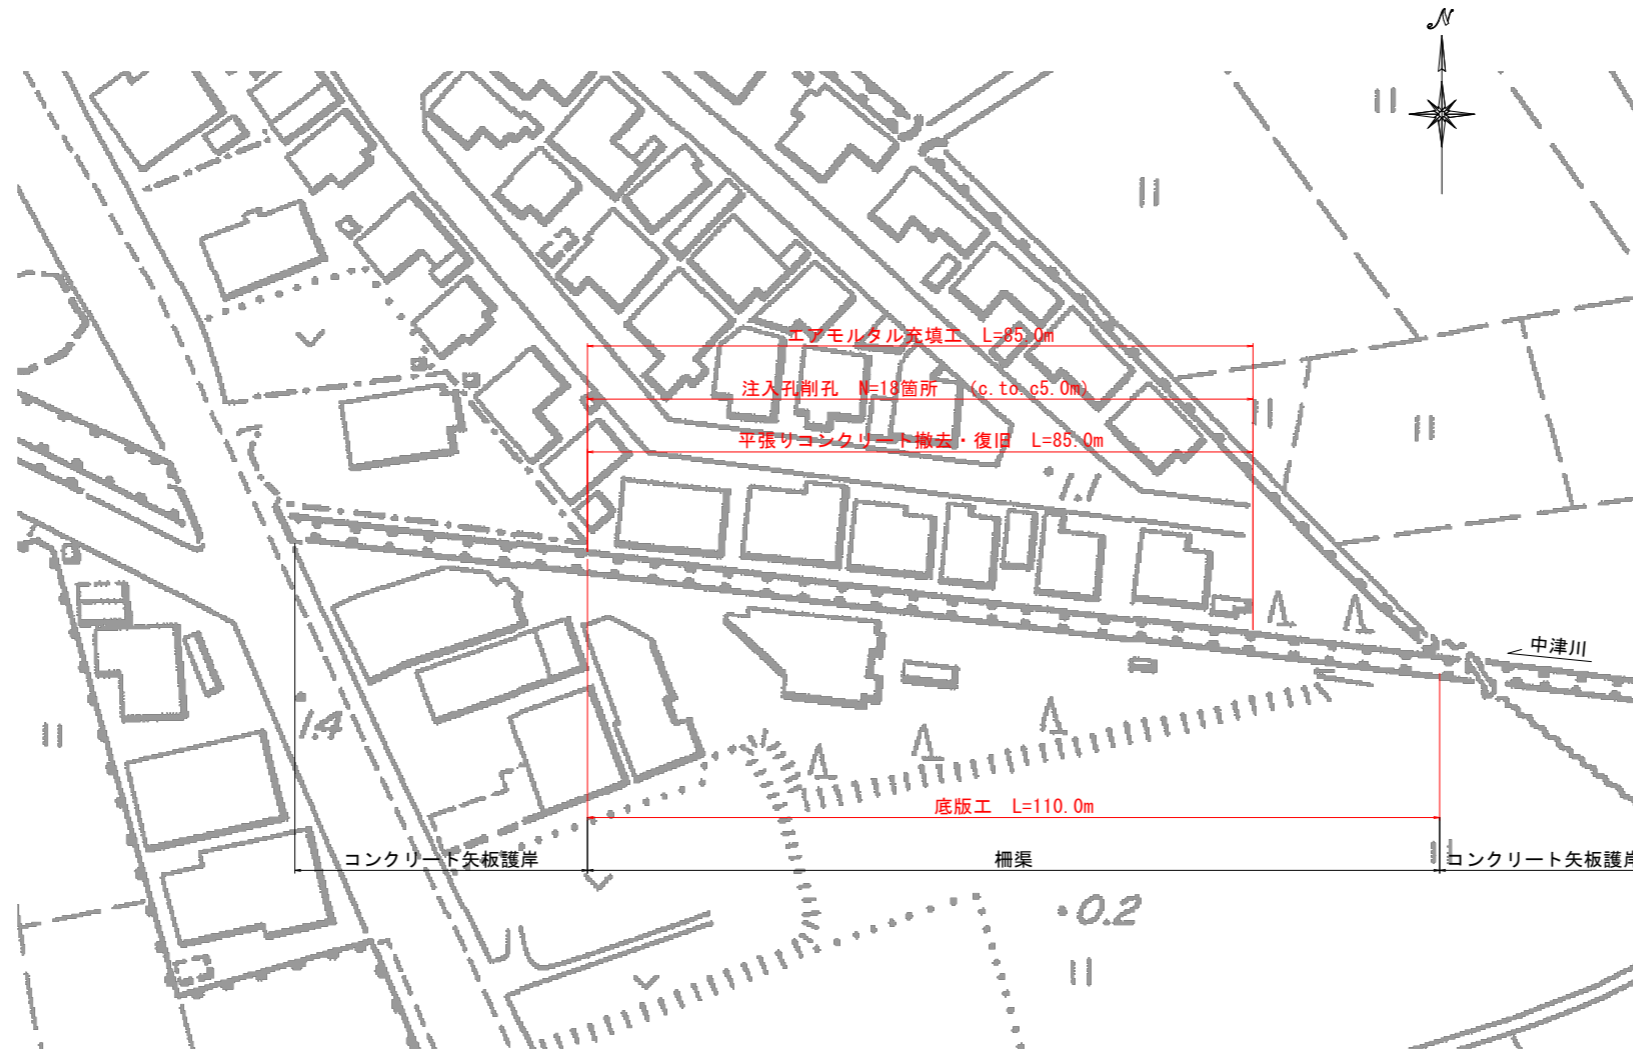 N
エアモルタル充填工 L=85.0m
注入孔削孔 N=18箇所 (c.to.c5.0m)
平張りコンクリート撤去・復旧 L=85.0m
1.1
中津川
1.4
底版工 L=110.0m
コンクリート矢板護岸
柵渠
コンクリート矢板護岸
0.2